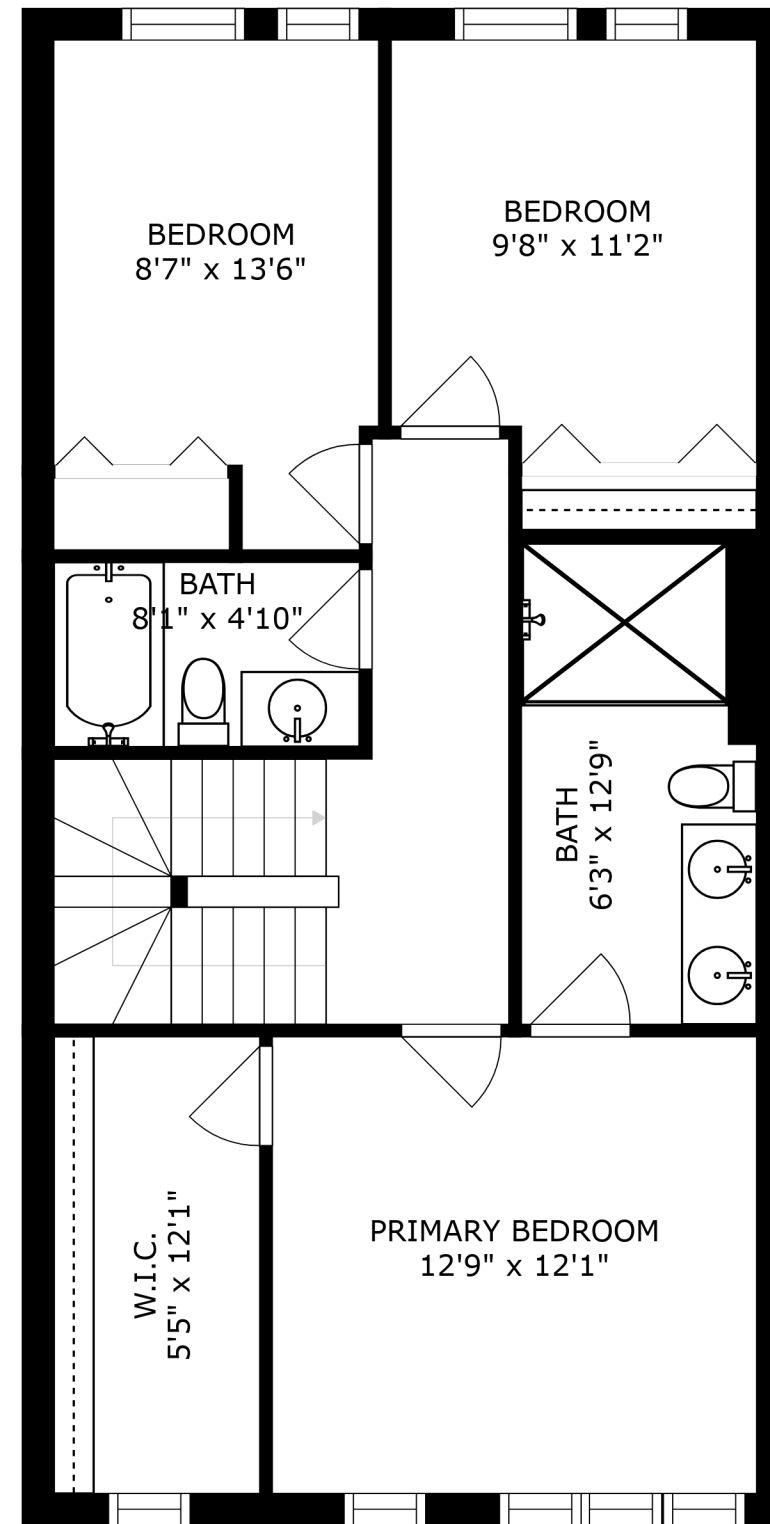 BEDROOM
8'7" x 13'6"
BEDROOM
9'8" x 11'2"
BATH
8'1" x 4'10"
BATH
6'3" x 12'9"
W.I.C.
5'5" x 12'1"
PRIMARY BEDROOM
12'9" x 12'1"